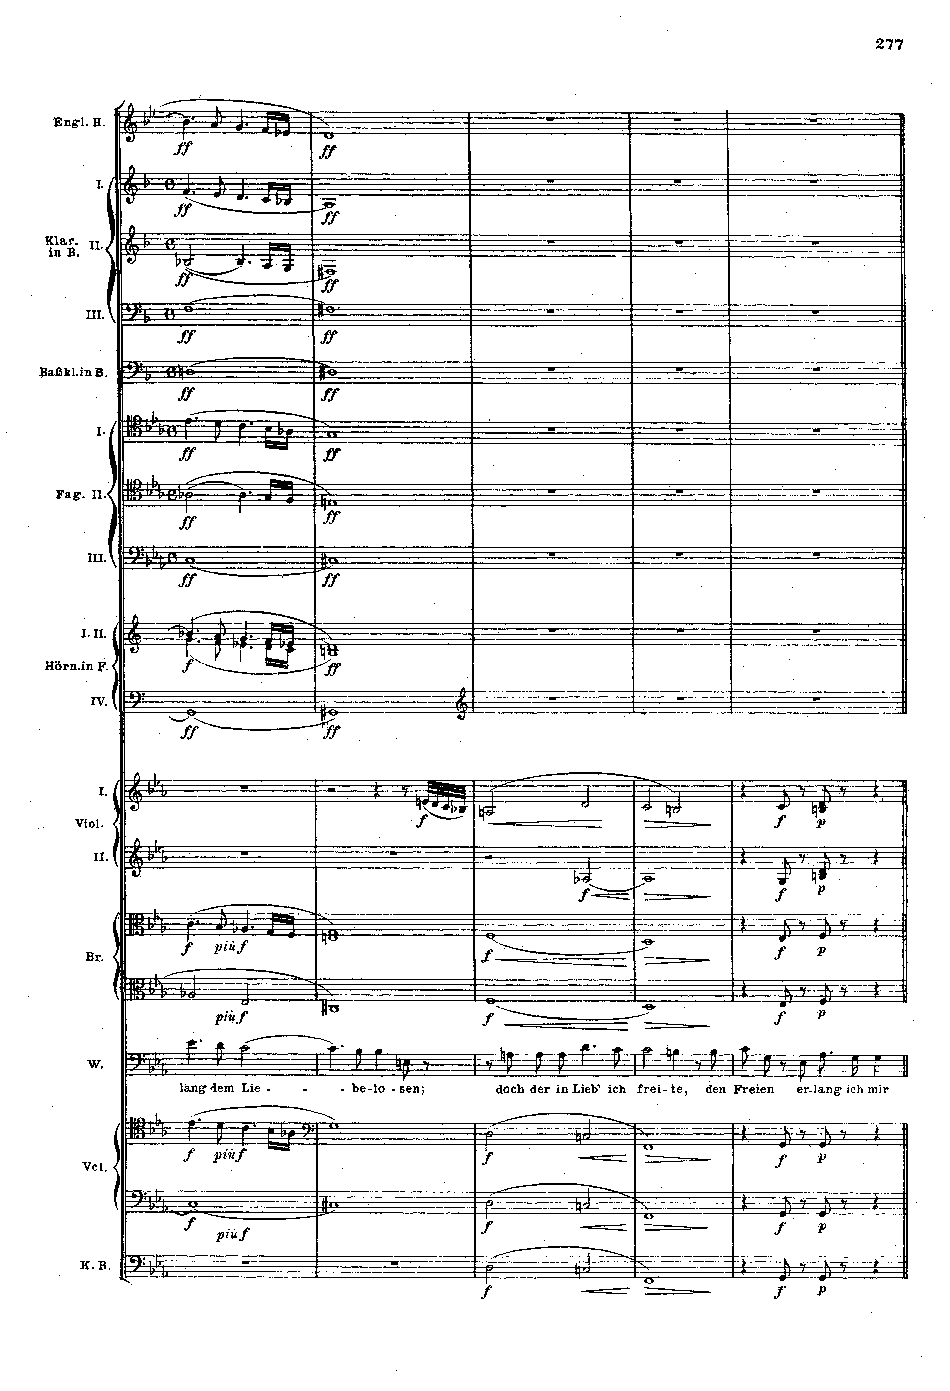 277
Engl. H.
ff ff
I.
ff ff
Klar. in B. II.
ff ff
III.
ff ff
Baßkl. in B.
ff ff
I.
ff ff
Fag. II.
ff ff
III.
ff ff
I. II.
Hörn. in F.
f ff
IV.
ff ff
I.
f f p
Viol.
II.
f f p
f più f f f p
Br.
più f f f p
W.
lang dem Lie - - - be-lo-sen; doch der in Lieb' ich frei-te, den Freien er-lang ich mir
f più f f f p
Vcl.
f più f f f p
K. B.
f f p